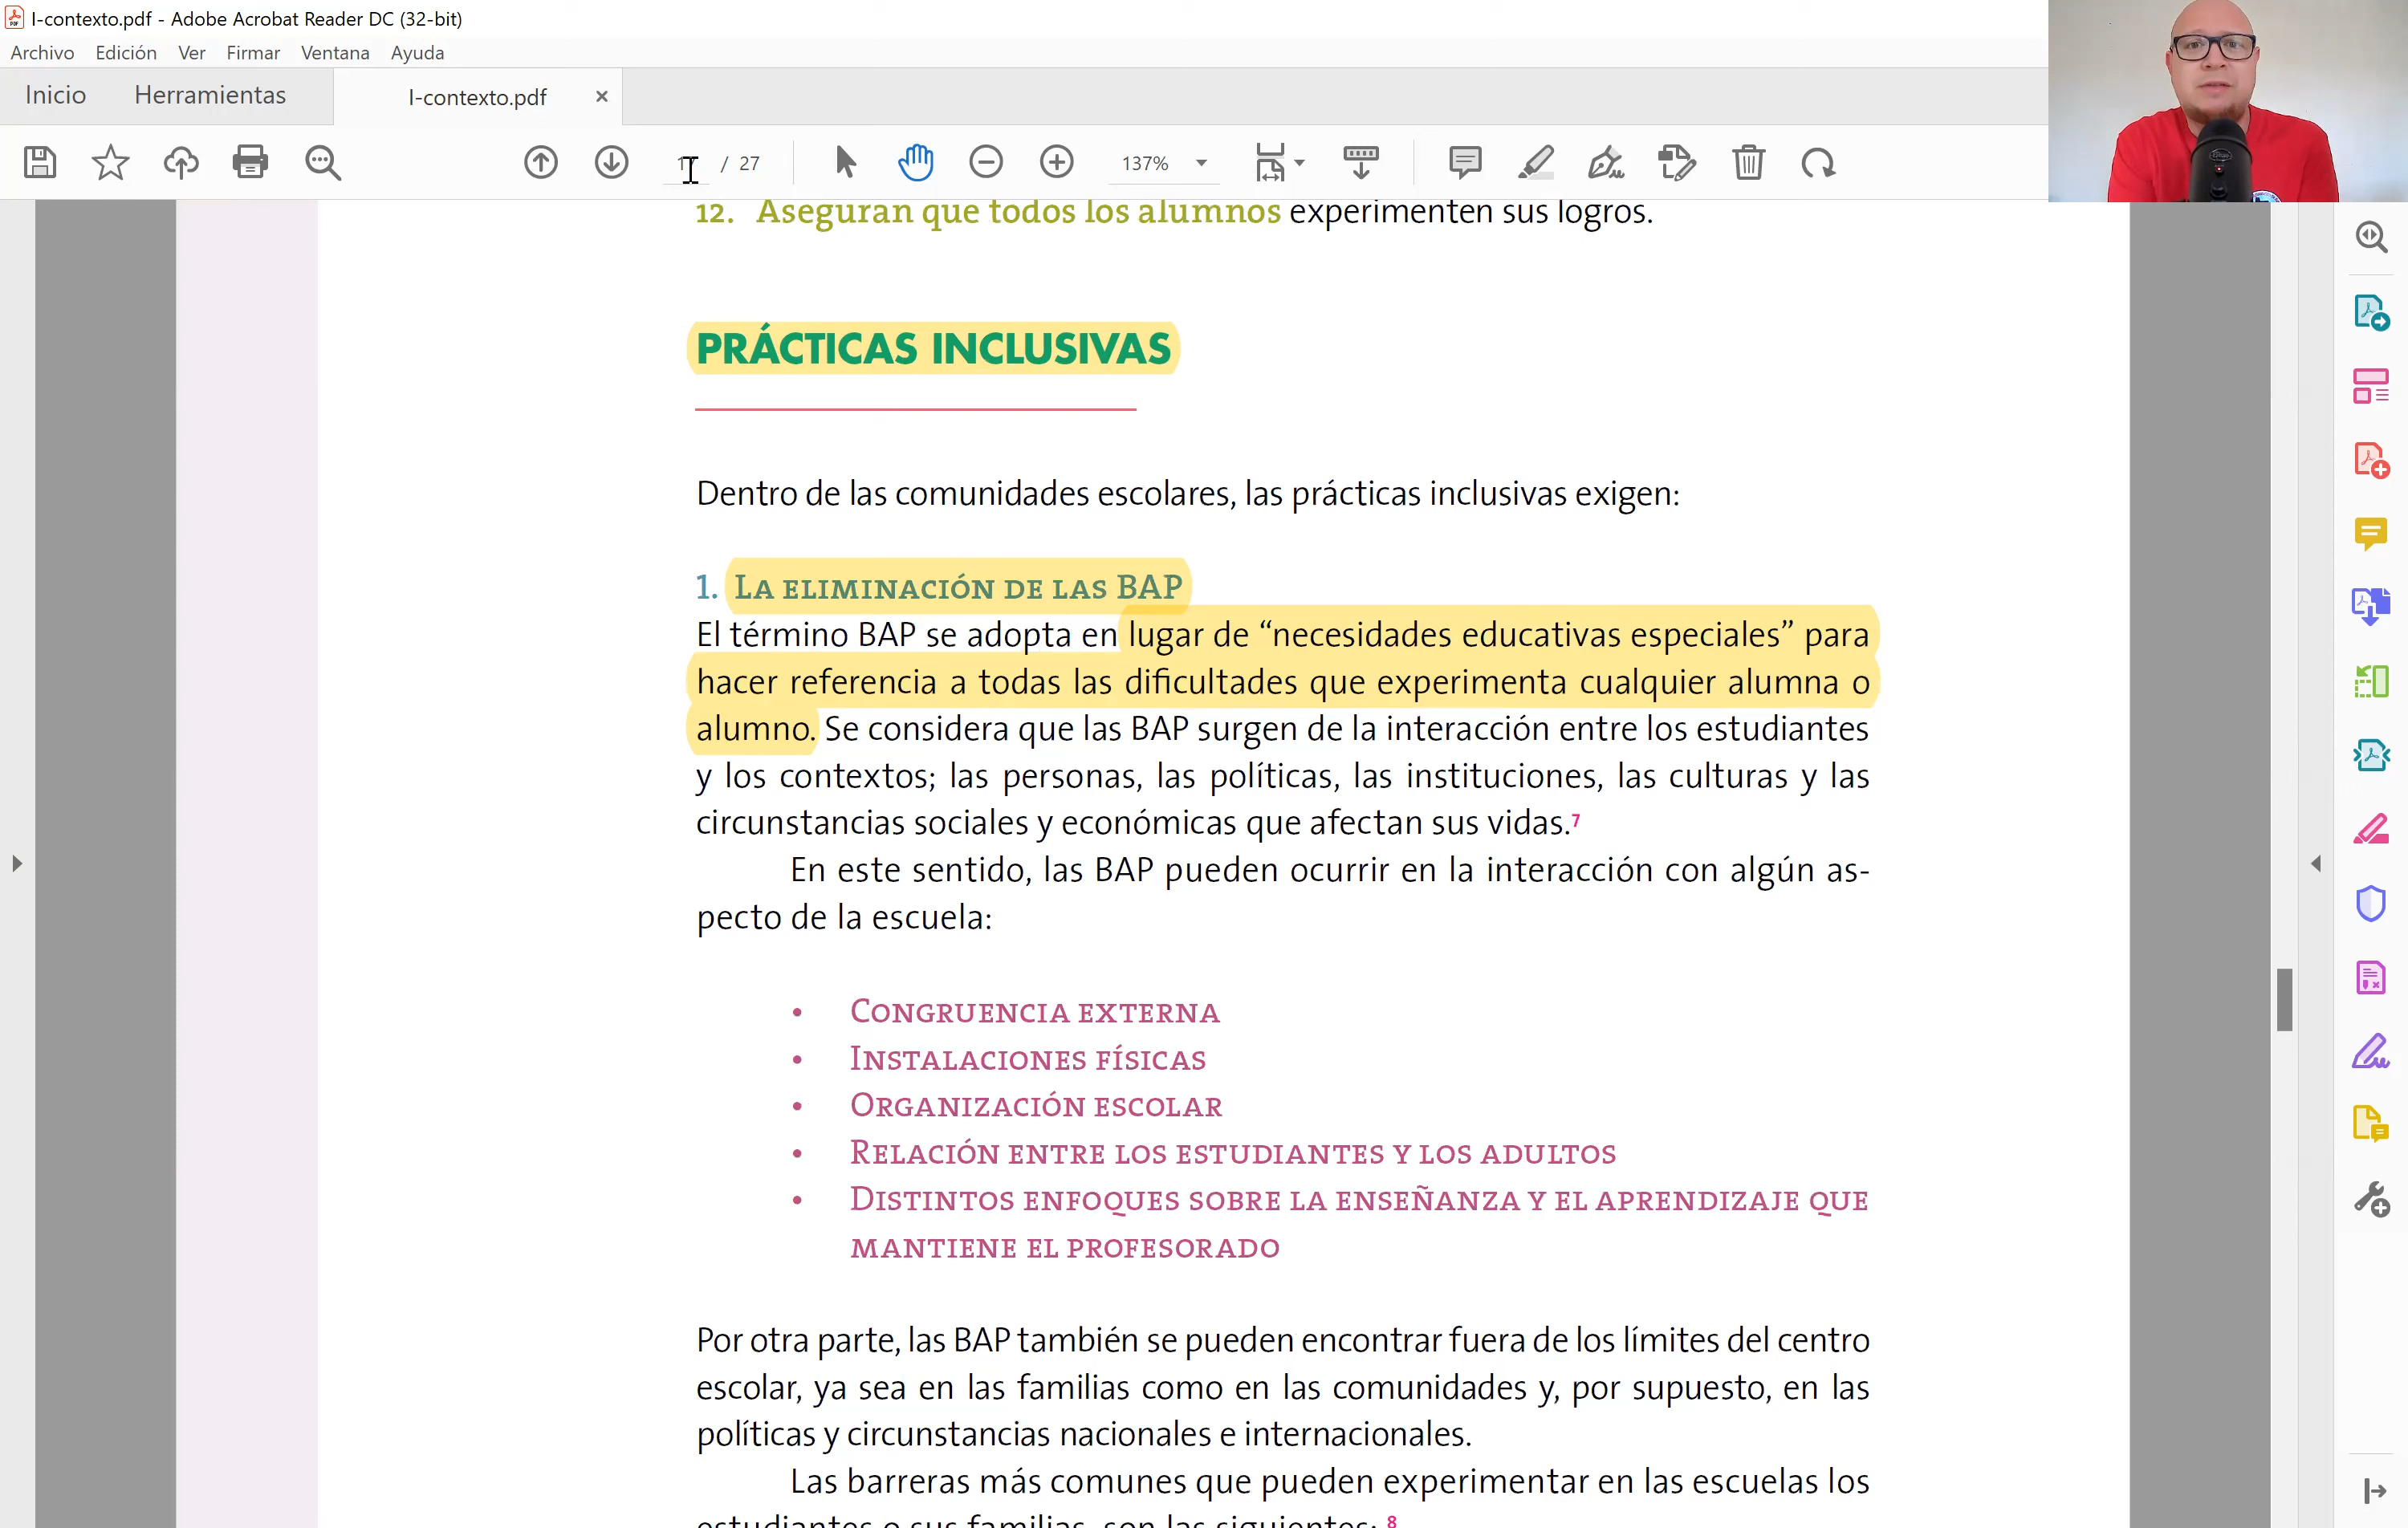 I-contexto.pdf - Adobe Acrobat Reader DC (32-bit)
Archivo Edición Ver Firmar Ventana Ayuda
Inicio Herramientas I-contexto.pdf
/ 27 137%
12. Aseguran que todos los alumnos experimenten sus logros.
PRÁCTICAS INCLUSIVAS
Dentro de las comunidades escolares, las prácticas inclusivas exigen:
1. La eliminación de las BAP
El término BAP se adopta en lugar de “necesidades educativas especiales” para
hacer referencia a todas las dificultades que experimenta cualquier alumna o
alumno. Se considera que las BAP surgen de la interacción entre los estudiantes
y los contextos; las personas, las políticas, las instituciones, las culturas y las
circunstancias sociales y económicas que afectan sus vidas.7
En este sentido, las BAP pueden ocurrir en la interacción con algún as-
pecto de la escuela:
• Congruencia externa
• Instalaciones físicas
• Organización escolar
• Relación entre los estudiantes y los adultos
• Distintos enfoques sobre la enseñanza y el aprendizaje que
mantiene el profesorado
Por otra parte, las BAP también se pueden encontrar fuera de los límites del centro
escolar, ya sea en las familias como en las comunidades y, por supuesto, en las
políticas y circunstancias nacionales e internacionales.
Las barreras más comunes que pueden experimentar en las escuelas los
estudiantes o sus familias, son las siguientes: 8